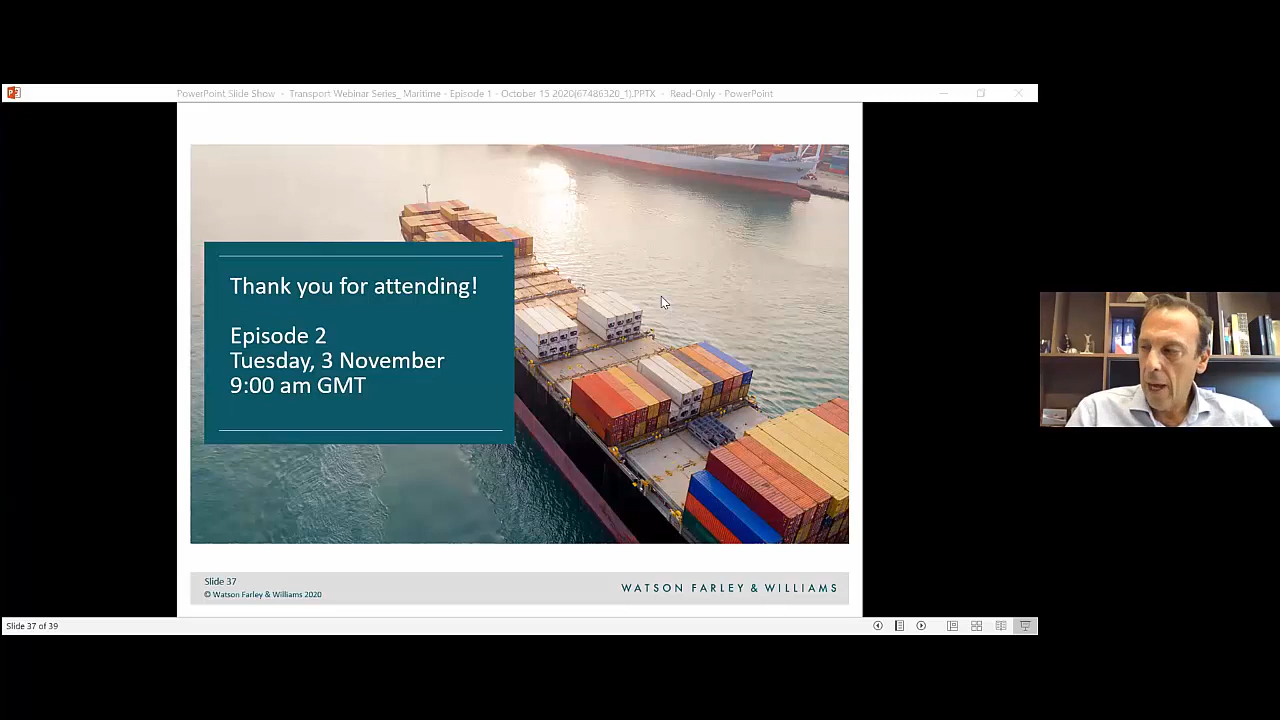 PowerPoint Slide Show - Transport Webinar Series_ Maritime - Episode 1 - October 15 2020(67486320_1).PPTX - Read-Only - PowerPoint
Thank you for attending!
Episode 2
Tuesday, 3 November
9:00 am GMT
Slide 37
© Watson Farley & Williams 2020
WATSON FARLEY & WILLIAMS
Slide 37 of 39